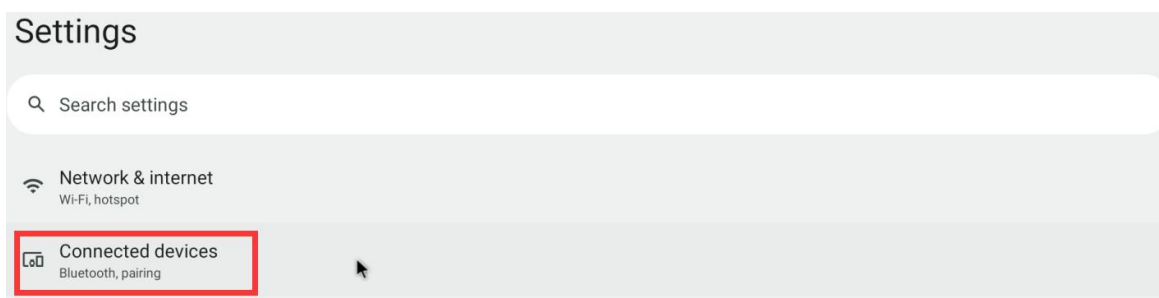 Settings
Search settings
Network & internet
Wi-Fi, hotspot
Connected devices
Bluetooth, pairing